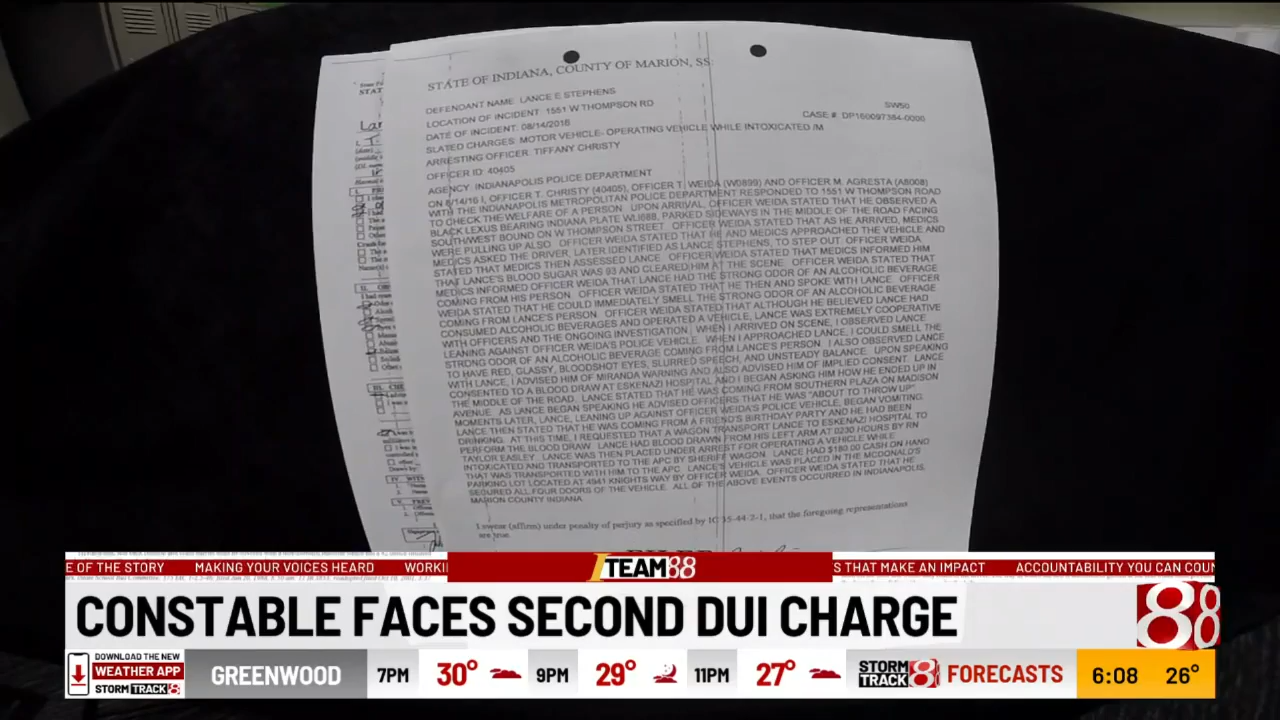 STATE OF INDIANA, COUNTY OF MARION, SS:
DEFENDANT NAME: LANCE E STEPHENS
SW50
LOCATION OF INCIDENT: 1551 W THOMPSON RD
CASE #: DP160097384-0000
DATE OF INCIDENT: 08/14/2016
SLATED CHARGES: MOTOR VEHICLE- OPERATING VEHICLE WHILE INTOXICATED /M
ARRESTING OFFICER: TIFFANY CHRISTY
OFFICER ID: 40405
AGENCY: INDIANAPOLIS POLICE DEPARTMENT
ON 8/14/16 I, OFFICER T. CHRISTY (40405), OFFICER T. WEIDA (W0899) AND OFFICER M. AGRESTA (A8008)
WITH THE INDIANAPOLIS METROPOLITAN POLICE DEPARTMENT RESPONDED TO 1551 W THOMPSON ROAD
TO CHECK THE WELFARE OF A PERSON. UPON ARRIVAL, OFFICER WEIDA STATED THAT HE OBSERVED A
BLACK LEXUS BEARING INDIANA PLATE WLI688, PARKED SIDEWAYS IN THE MIDDLE OF THE ROAD FACING
SOUTHWEST BOUND ON W THOMPSON STREET. OFFICER WEIDA STATED THAT AS HE ARRIVED, MEDICS
WERE PULLING UP ALSO. OFFICER WEIDA STATED THAT HE AND MEDICS APPROACHED THE VEHICLE AND
MEDICS ASKED THE DRIVER, LATER IDENTIFIED AS LANCE STEPHENS, TO STEP OUT. OFFICER WEIDA
STATED THAT MEDICS THEN ASSESSED LANCE. OFFICER WEIDA STATED THAT MEDICS INFORMED HIM
THAT LANCE'S BLOOD SUGAR WAS 93 AND CLEARED HIM AT THE SCENE. OFFICER WEIDA STATED THAT
MEDICS INFORMED OFFICER WEIDA THAT LANCE HAD THE STRONG ODOR OF AN ALCOHOLIC BEVERAGE
COMING FROM HIS PERSON. OFFICER WEIDA STATED THAT HE THEN AND SPOKE WITH LANCE. OFFICER
WEIDA STATED THAT HE COULD IMMEDIATELY SMELL THE STRONG ODOR OF AN ALCOHOLIC BEVERAGE
COMING FROM LANCE'S PERSON. OFFICER WEIDA STATED THAT ALTHOUGH HE BELIEVED LANCE HAD
CONSUMED ALCOHOLIC BEVERAGES AND OPERATED A VEHICLE, LANCE WAS EXTREMELY COOPERATIVE
WITH OFFICERS AND THE ONGOING INVESTIGATION. WHEN I ARRIVED ON SCENE, I OBSERVED LANCE
LEANING AGAINST OFFICER WEIDA'S POLICE VEHICLE. WHEN I APPROACHED LANCE, I COULD SMELL THE
STRONG ODOR OF AN ALCOHOLIC BEVERAGE COMING FROM LANCE'S PERSON. I ALSO OBSERVED LANCE
TO HAVE RED, GLASSY, BLOODSHOT EYES, SLURRED SPEECH, AND UNSTEADY BALANCE. UPON SPEAKING
WITH LANCE, I ADVISED HIM OF MIRANDA WARNING AND ALSO ADVISED HIM OF IMPLIED CONSENT. LANCE
CONSENTED TO A BLOOD DRAW AT ESKENAZI HOSPITAL AND I BEGAN ASKING HIM HOW HE ENDED UP IN
THE MIDDLE OF THE ROAD. LANCE STATED THAT HE WAS COMING FROM SOUTHERN PLAZA ON MADISON
AVENUE. AS LANCE BEGAN SPEAKING HE ADVISED OFFICERS THAT HE WAS "ABOUT TO THROW UP"
MOMENTS LATER, LANCE, LEANING UP AGAINST OFFICER WEIDA'S POLICE VEHICLE, BEGAN VOMITING.
LANCE THEN STATED THAT HE WAS COMING FROM A FRIEND'S BIRTHDAY PARTY AND HE HAD BEEN
DRINKING. AT THIS TIME, I REQUESTED THAT A WAGON TRANSPORT LANCE TO ESKENAZI HOSPITAL TO
PERFORM THE BLOOD DRAW. LANCE HAD BLOOD DRAWN FROM HIS LEFT ARM AT 0230 HOURS BY RN
TAYLOR EASLEY. LANCE WAS THEN PLACED UNDER ARREST FOR OPERATING A VEHICLE WHILE
INTOXICATED AND TRANSPORTED TO THE APC BY SHERIFF WAGON. LANCE HAD $180.00 CASH ON HAND
THAT WAS TRANSPORTED WITH HIM TO THE APC. LANCE'S VEHICLE WAS PLACED IN THE MCDONALD'S
PARKING LOT LOCATED AT 4941 KNIGHTS WAY BY OFFICER WEIDA. OFFICER WEIDA STATED THAT HE
SECURED ALL FOUR DOORS OF THE VEHICLE. ALL OF THE ABOVE EVENTS OCCURRED IN INDIANAPOLIS,
MARION COUNTY INDIANA.
I swear (affirm) under penalty of perjury as specified by IC 35-44-2-1, that the foregoing representations
are true.
E OF THE STORY MAKING YOUR VOICES HEARD WORKI
I TEAM 8
S THAT MAKE AN IMPACT ACCOUNTABILITY YOU CAN COUN
CONSTABLE FACES SECOND DUI CHARGE
8
DOWNLOAD THE NEW
WEATHER APP
STORM TRACK 8
GREENWOOD 7PM 30° 9PM 29° 11PM 27°
STORM TRACK 8 FORECASTS
6:08 26°